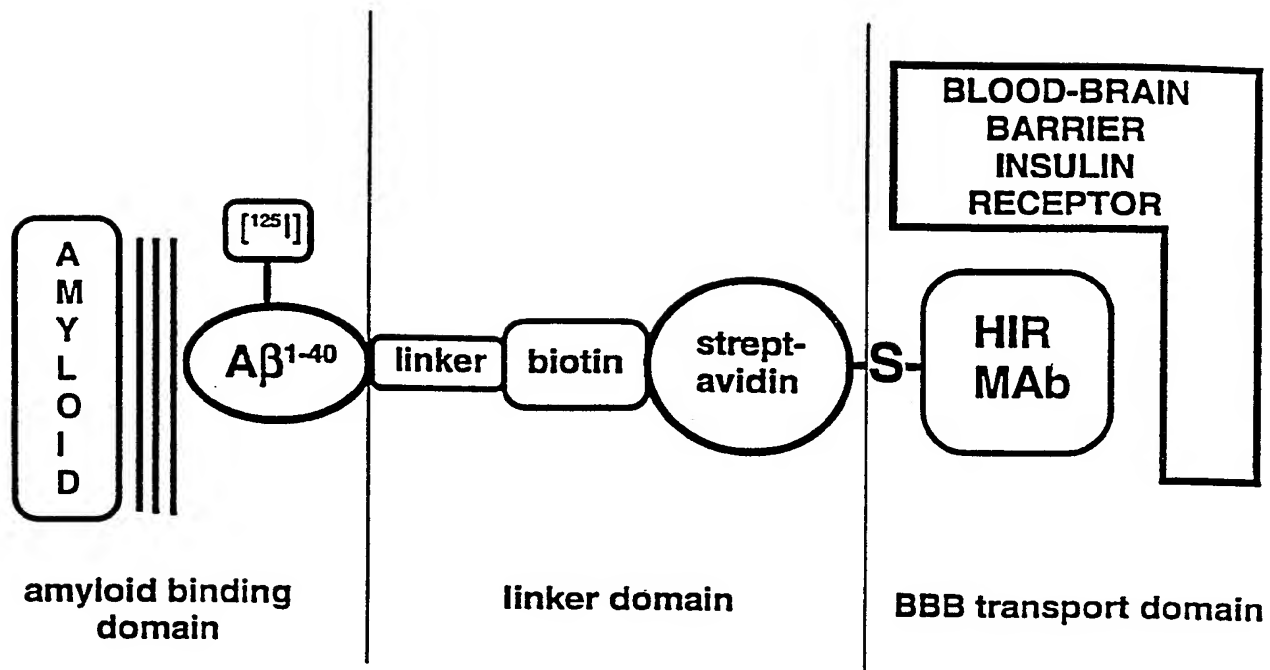 BLOOD-BRAIN
BARRIER
INSULIN
RECEPTOR
A
M
Y
L
O
I
D
[¹²⁵I]
Aβ¹⁻⁴⁰
linker
biotin
strept-
avidin
S
HIR
MAb
amyloid binding
domain
linker domain
BBB transport domain